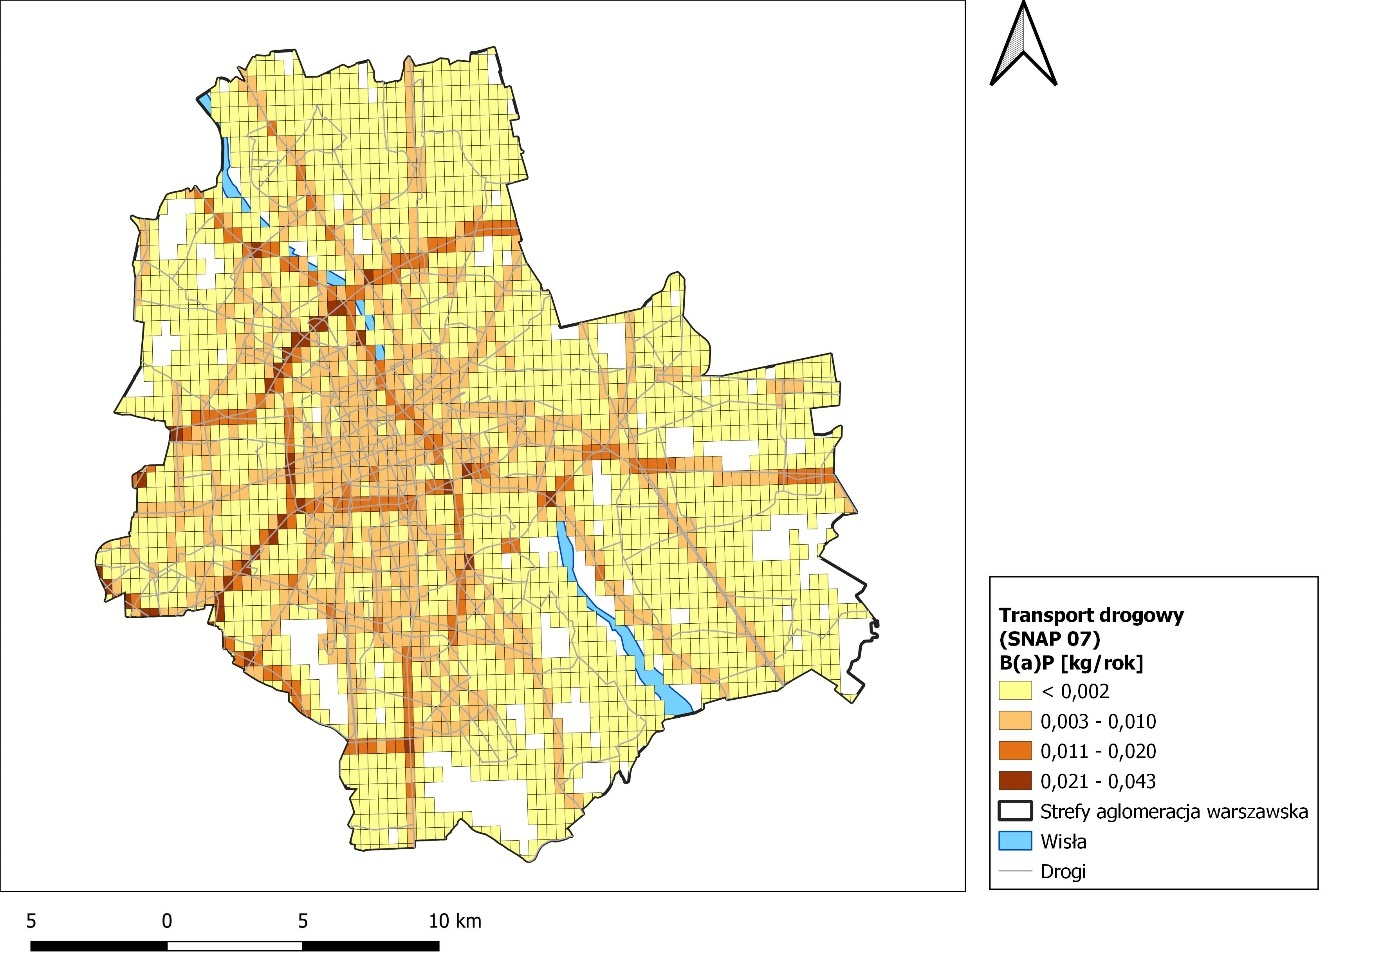 Transport drogowy
(SNAP 07)
B(a)P [kg/rok]
< 0,002
0,003 - 0,010
0,011 - 0,020
0,021 - 0,043
Strefy aglomeracja warszawska
Wisła
Drogi
5 0 5 10 km